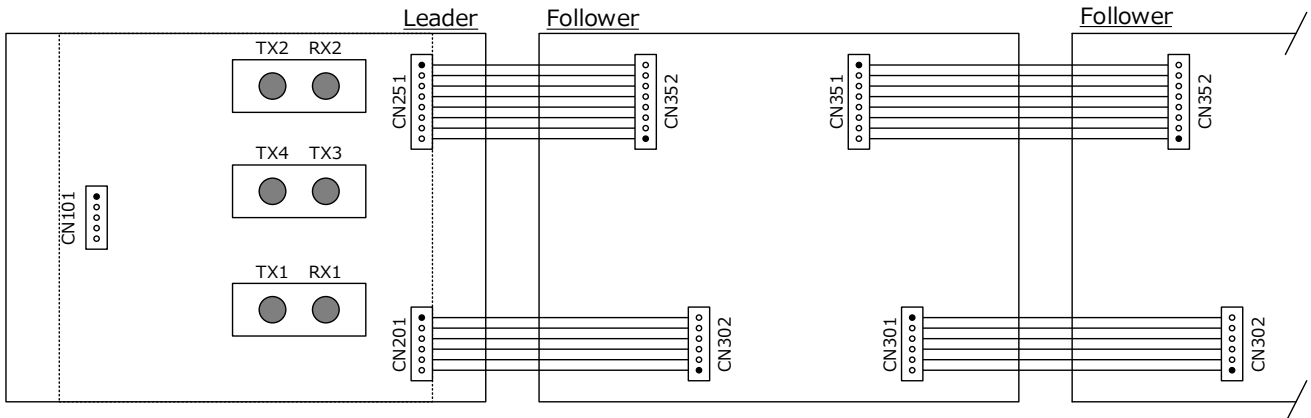 Leader
Follower
Follower
TX2 RX2
CN251
CN352
CN351
CN352
TX4 TX3
CN101
TX1 RX1
CN201
CN302
CN301
CN302